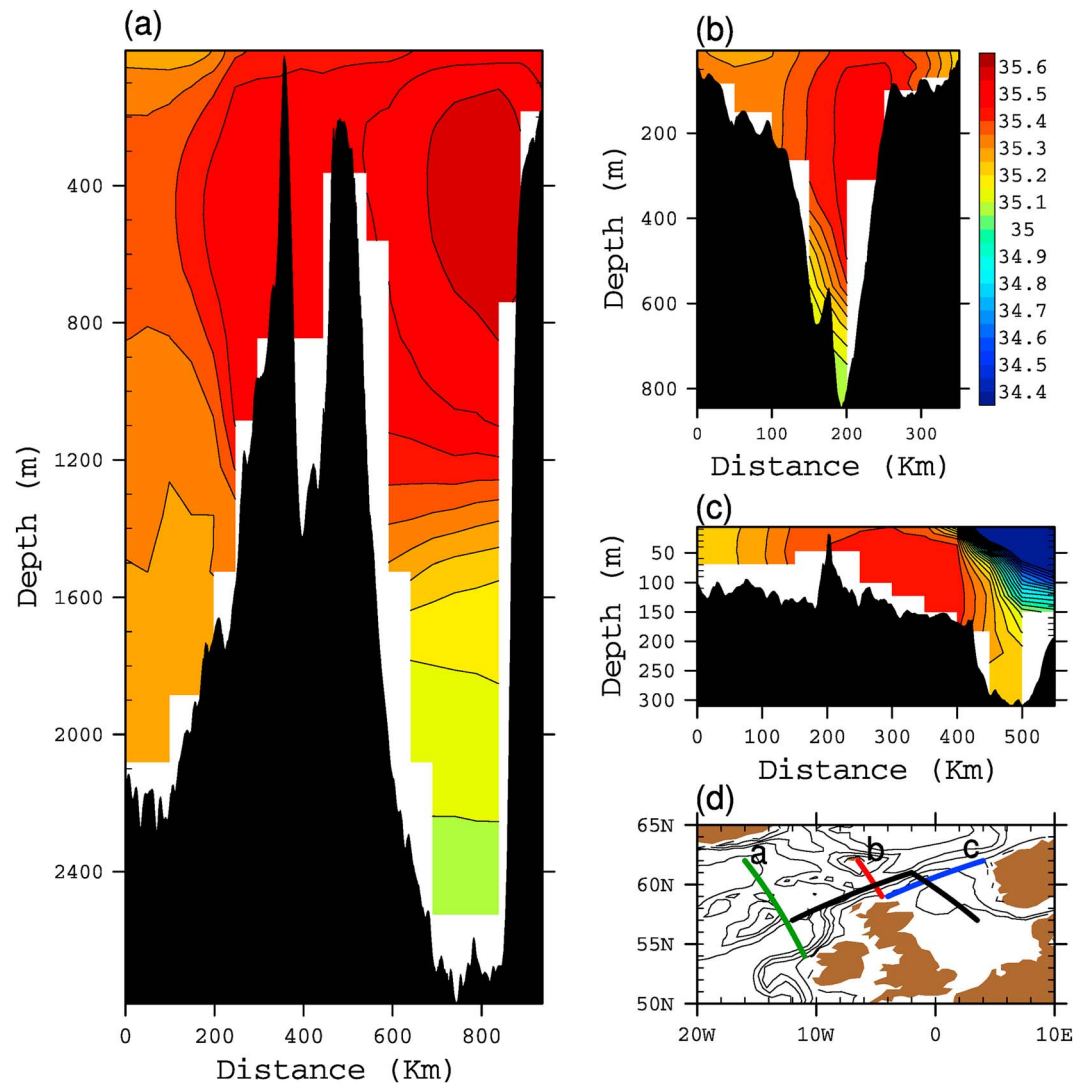 (a)
400
800
1200
1600
2000
2400
Depth (m)
0
200
400
600
800
Distance (Km)
(b)
200
400
600
800
Depth (m)
0
100
200
300
Distance (Km)
35.6
35.5
35.4
35.3
35.2
35.1
35
34.9
34.8
34.7
34.6
34.5
34.4
(c)
50
100
150
200
250
300
Depth (m)
0
100
200
300
400
500
Distance (Km)
(d)
65N
60N
55N
50N
a
b
c
20W
10W
0
10E